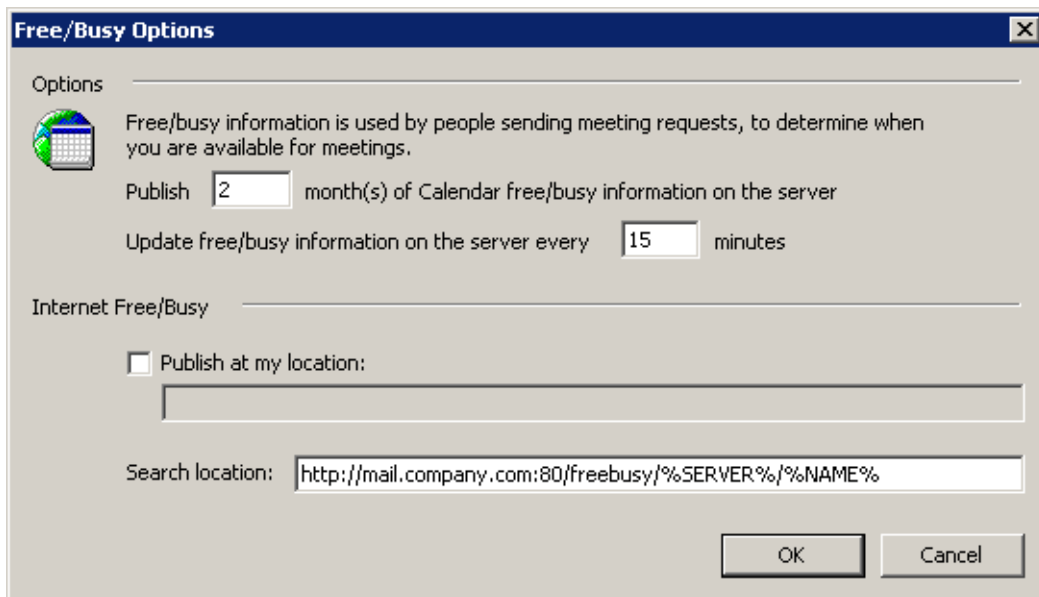 Free/Busy Options
Options
Free/busy information is used by people sending meeting requests, to determine when
you are available for meetings.
Publish 2 month(s) of Calendar free/busy information on the server
Update free/busy information on the server every 15 minutes
Internet Free/Busy
Publish at my location:
Search location: http://mail.company.com:80/freebusy/%SERVER%/%NAME%
OK Cancel